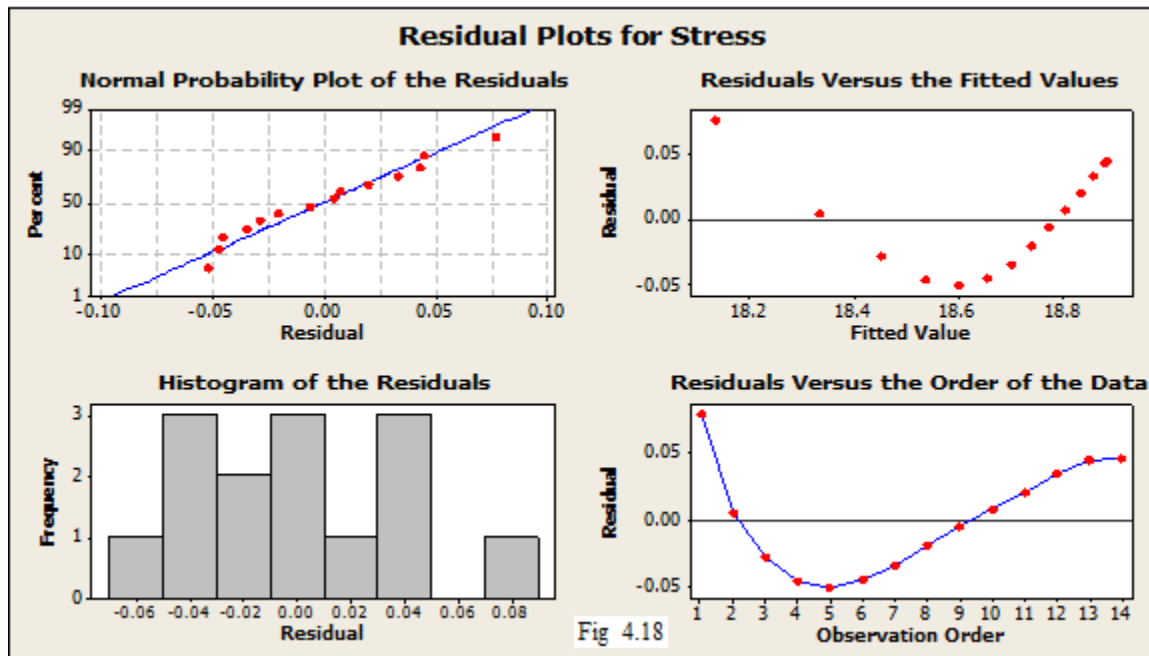 Residual Plots for Stress
Normal Probability Plot of the Residuals
99
90
50
10
1
Percent
-0.10 -0.05 0.00 0.05 0.10
Residual
Residuals Versus the Fitted Values
0.05
0.00
-0.05
Residual
18.2 18.4 18.6 18.8
Fitted Value
Histogram of the Residuals
3
2
1
0
Frequency
-0.06 -0.04 -0.02 0.00 0.02 0.04 0.06 0.08
Residual
Residuals Versus the Order of the Data
0.05
0.00
-0.05
Residual
1 2 3 4 5 6 7 8 9 10 11 12 13 14
Observation Order
Fig 4.18